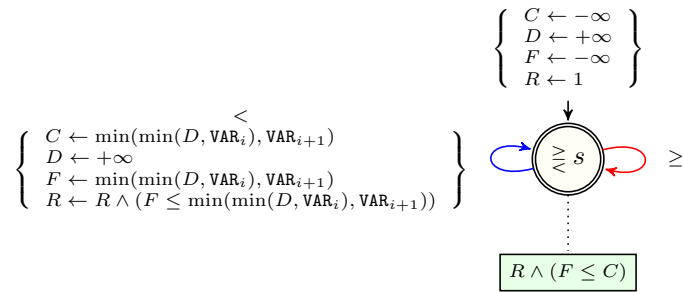 C ← −∞
D ← +∞
F ← −∞
R ← 1
<
C ← min(min(D, VAR_i), VAR_{i+1})
D ← +∞
F ← min(min(D, VAR_i), VAR_{i+1})
R ← R ∧ (F ≤ min(min(D, VAR_i), VAR_{i+1}))
≥
< s
≥
R ∧ (F ≤ C)